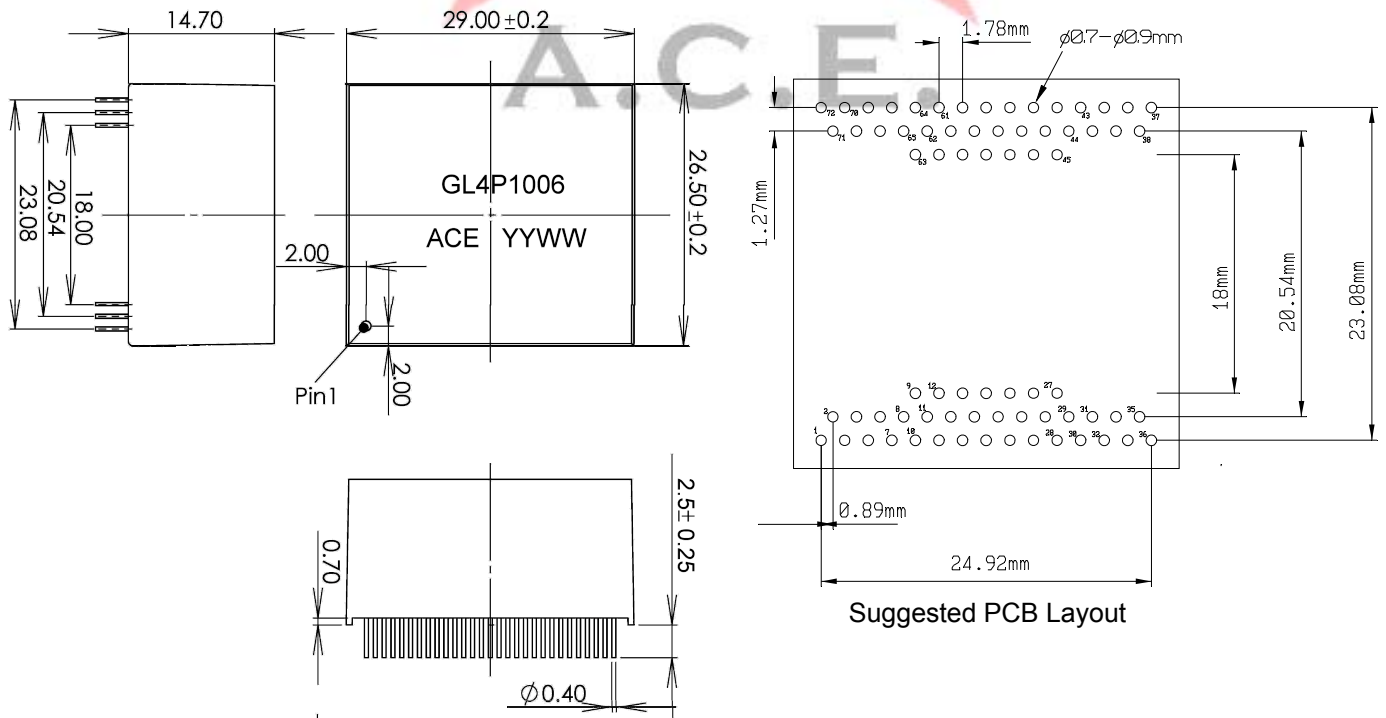 A.C.E.
14.70
23.08
20.54
18.00
29.00±0.2
26.50±0.2
GL4P1006
ACE YYWW
2.00
2.00
Pin1
2.5±0.25
0.70
Ø0.40
1.78mm
ø0.7-ø0.9mm
1.27mm
72 70 64 61 43 37
71 65 62 44 38
63 45
18mm
20.54mm
23.08mm
9 12 27
2 8 11 29 31 35
1 7 10 28 30 32 36
0.89mm
24.92mm
Suggested PCB Layout